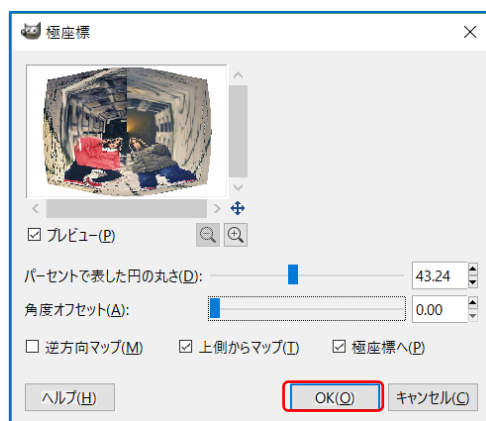 極座標
プレビュー(P)
パーセントで表した円の丸さ(D):
43.24
角度オフセット(A):
0.00
逆方向マップ(M) 上側からマップ(T) 極座標へ(P)
ヘルプ(H) OK(O) キャンセル(C)